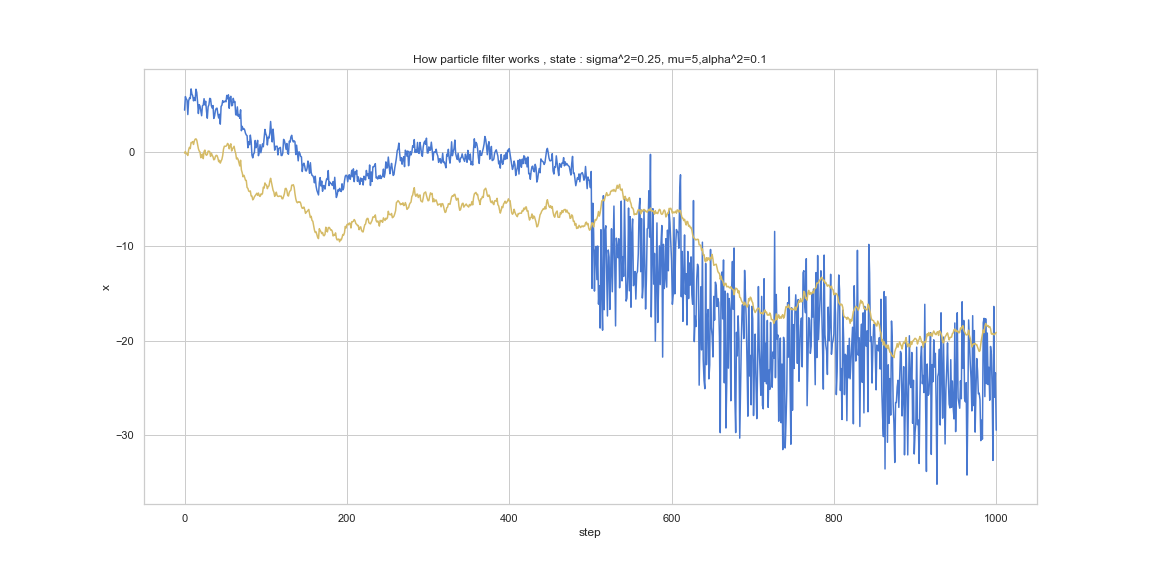 How particle filter works , state : sigma^2=0.25, mu=5,alpha^2=0.1
0
−10
−20
−30
x
0 200 400 600 800 1000
step